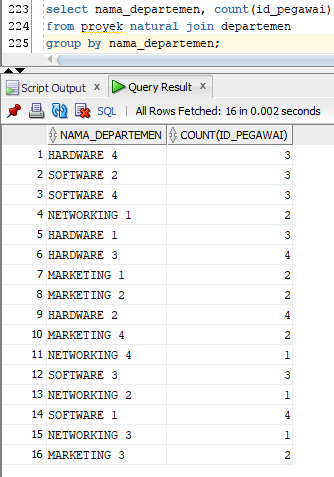 223 select nama_departemen, count(id_pegawai)
224 from proyek natural join departemen
225 group by nama_departemen;
Script Output x Query Result x
SQL | All Rows Fetched: 16 in 0.002 seconds
NAMA_DEPARTEMEN COUNT(ID_PEGAWAI)
1 HARDWARE 4 3
2 SOFTWARE 2 3
3 SOFTWARE 4 3
4 NETWORKING 1 2
5 HARDWARE 1 3
6 HARDWARE 3 4
7 MARKETING 1 2
8 MARKETING 2 2
9 HARDWARE 2 4
10 MARKETING 4 2
11 NETWORKING 4 1
12 SOFTWARE 3 3
13 NETWORKING 2 1
14 SOFTWARE 1 4
15 NETWORKING 3 1
16 MARKETING 3 2